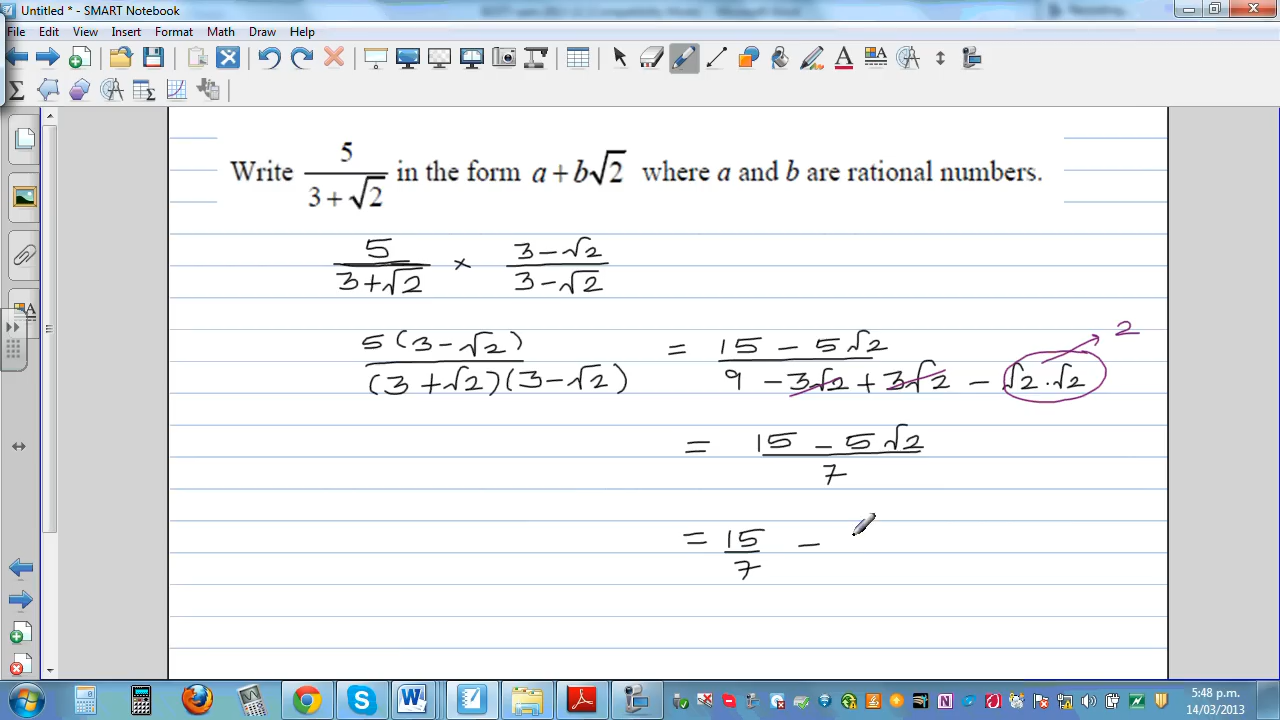 Untitled * - SMART Notebook
File Edit View Insert Format Math Draw Help
Write 5/(3 + √2) in the form a + b√2 where a and b are rational numbers.
5/(3+√2) × (3-√2)/(3-√2)
5(3-√2)/((3+√2)(3-√2)) = (15 - 5√2)/(9 - 3√2 + 3√2 - √2.√2) 2
= (15 - 5√2)/7
= 15/7 -
5:48 p.m.
14/03/2013